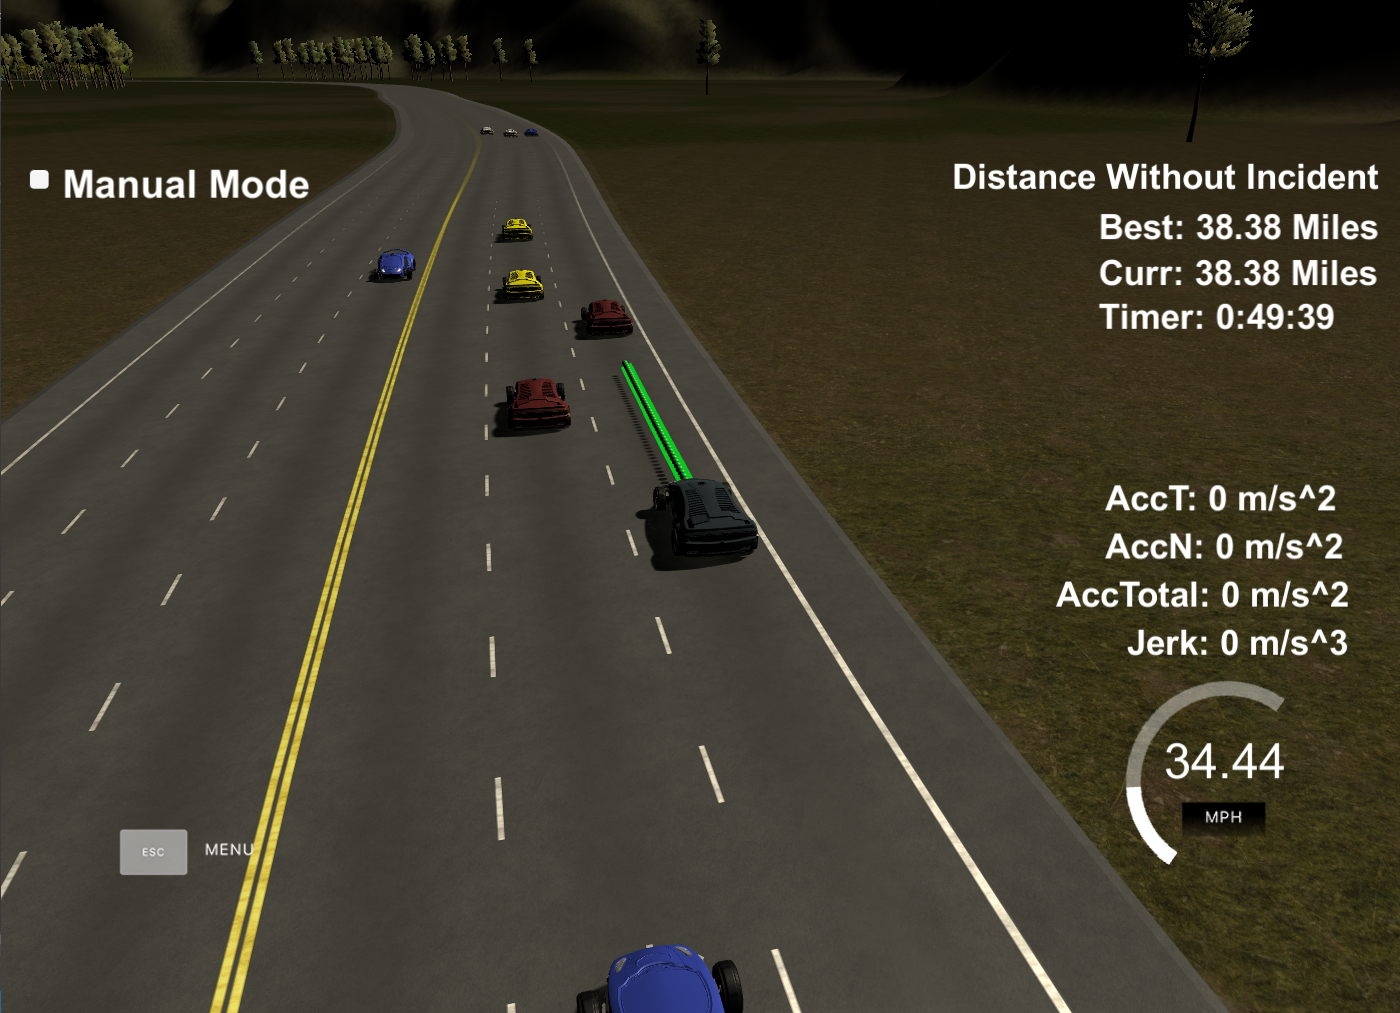 Manual Mode
Distance Without Incident
Best: 38.38 Miles
Curr: 38.38 Miles
Timer: 0:49:39
AccT: 0 m/s^2
AccN: 0 m/s^2
AccTotal: 0 m/s^2
Jerk: 0 m/s^3
34.44
MPH
ESC MENU